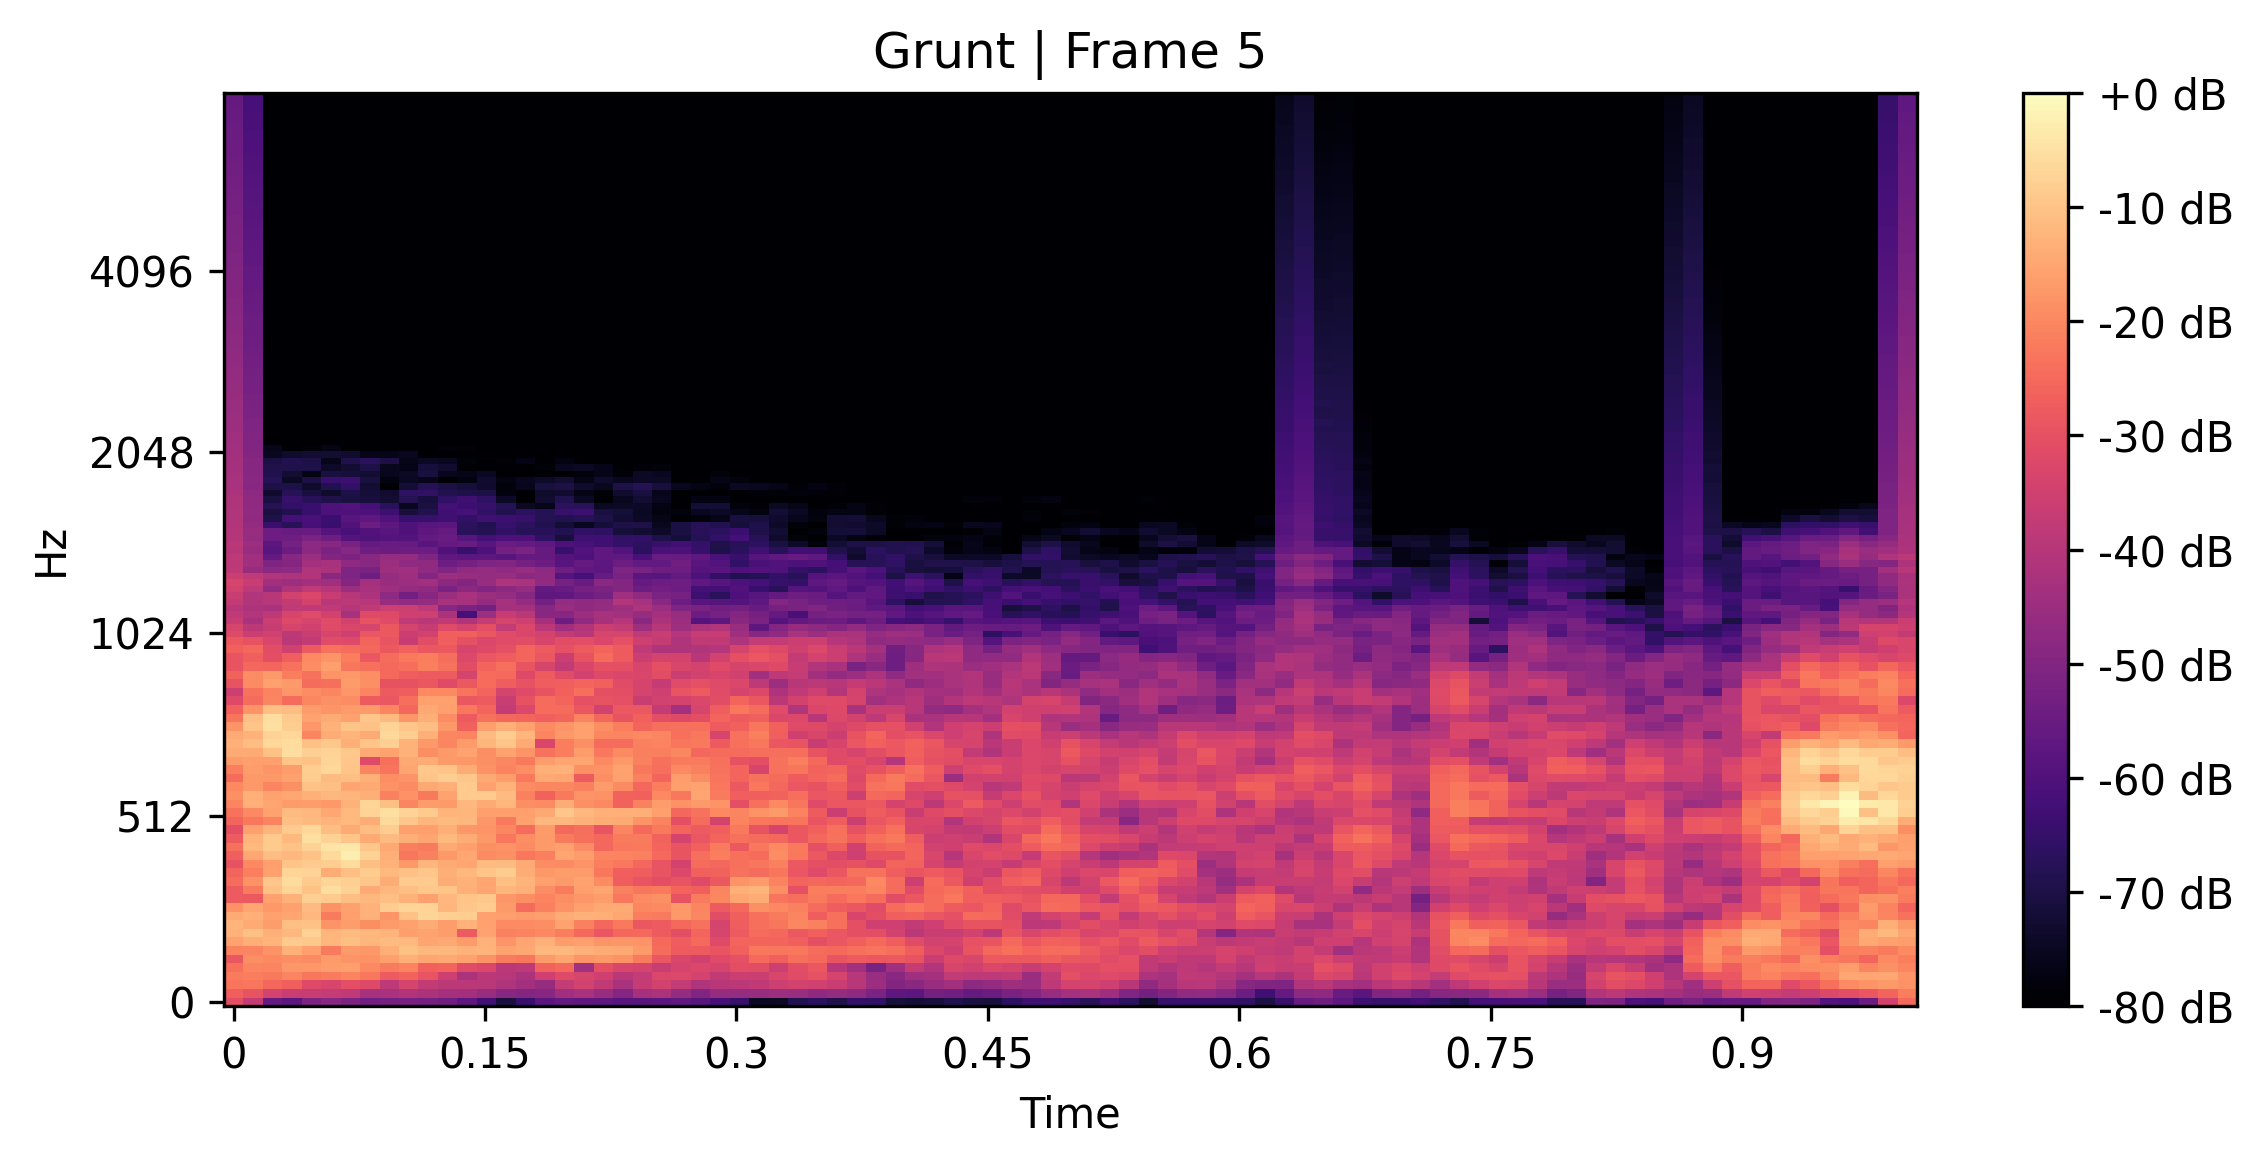 Grunt | Frame 5
+0 dB
-10 dB
-20 dB
-30 dB
-40 dB
-50 dB
-60 dB
-70 dB
-80 dB
Hz
4096
2048
1024
512
0
0 0.15 0.3 0.45 0.6 0.75 0.9
Time